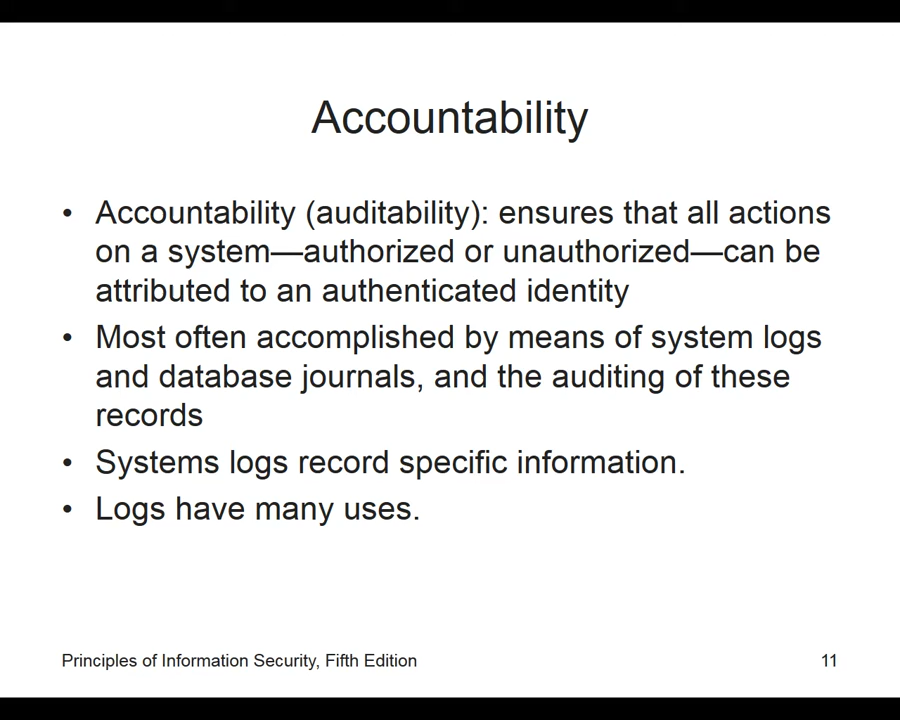 Accountability
• Accountability (auditability): ensures that all actions
on a system—authorized or unauthorized—can be
attributed to an authenticated identity
• Most often accomplished by means of system logs
and database journals, and the auditing of these
records
• Systems logs record specific information.
• Logs have many uses.
Principles of Information Security, Fifth Edition
11